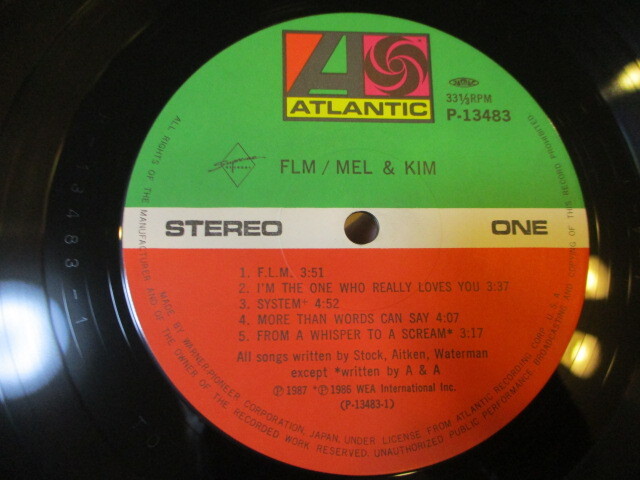 ATLANTIC
33⅓RPM
P-13483
Supreme
RECORDS
FLM / MEL & KIM
STEREO
ONE
1. F.L.M. 3:51
2. I'M THE ONE WHO REALLY LOVES YOU 3:37
3. SYSTEM⁺ 4:52
4. MORE THAN WORDS CAN SAY 4:07
5. FROM A WHISPER TO A SCREAM* 3:17
All songs written by Stock, Aitken, Waterman
except *written by A & A
Ⓟ 1987 ⁺Ⓟ 1986 WEA International Inc.
(P-13483-1)
ALL RIGHTS OF THE MANUFACTURER AND OF THE OWNER OF THE RECORDED WORK RESERVED. UNAUTHORIZED PUBLIC PERFORMANCE, BROADCASTING AND COPYING OF THIS RECORD PROHIBITED.
MADE BY WARNER-PIONEER CORPORATION, JAPAN, UNDER LICENSE FROM ATLANTIC RECORDING CORP., U.S.A.
3483-1